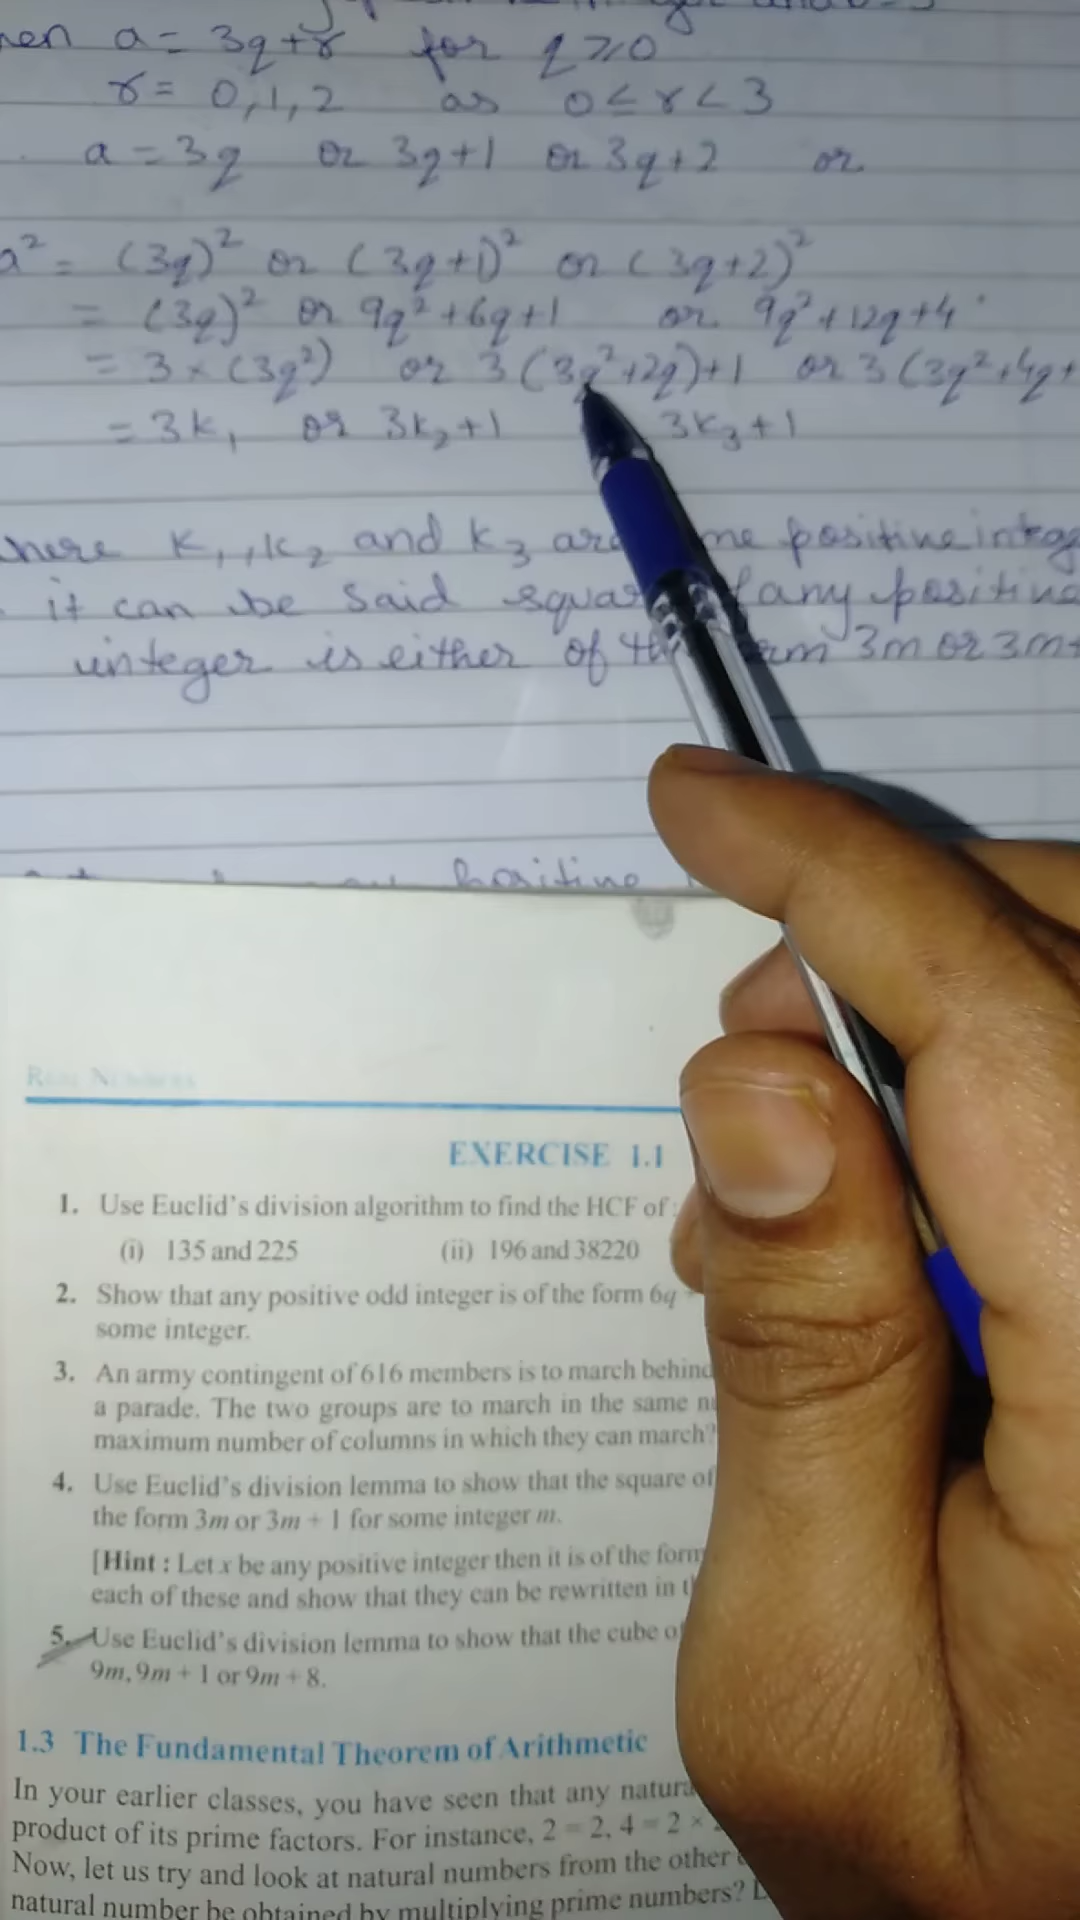 a = 3q+r for q ≥ 0
r = 0,1,2 as 0 ≤ r < 3
a = 3q or 3q+1 or 3q+2 or
a² = (3q)² or (3q+1)² or (3q+2)²
= (3q)² or 9q²+6q+1 or 9q²+12q+4
= 3×(3q²) or 3(3q²+2q)+1 or 3(3q²+4q+
= 3k₁ or 3k₂+1 3k₃+1
k₁,k₂ and k₃ positive
it can be said any positive
integer is either of 3m or 3m+
positive
REAL NUMBERS
EXERCISE 1.1
1. Use Euclid's division algorithm to find the HCF of :
(i) 135 and 225 (ii) 196 and 38220
2. Show that any positive odd integer is of the form 6q
some integer.
3. An army contingent of 616 members is to march behind
a parade. The two groups are to march in the same
maximum number of columns in which they can march?
4. Use Euclid's division lemma to show that the square of
the form 3m or 3m + 1 for some integer m.
[Hint : Let x be any positive integer then it is of the form
each of these and show that they can be rewritten in
5. Use Euclid's division lemma to show that the cube of
9m, 9m + 1 or 9m + 8.
1.3 The Fundamental Theorem of Arithmetic
In your earlier classes, you have seen that any
product of its prime factors. For instance, 2 = 2, 4 = 2 ×
Now, let us try and look at natural numbers from the other
natural number be obtained by multiplying prime numbers?